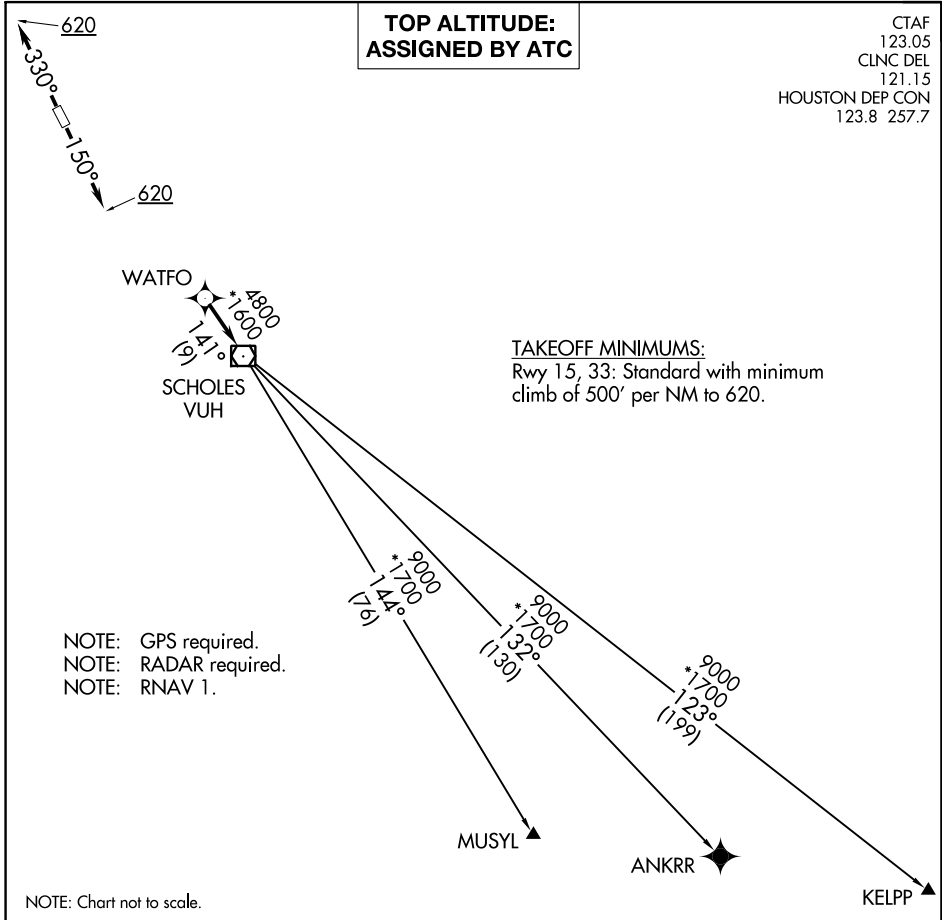 620
TOP ALTITUDE:
ASSIGNED BY ATC
CTAF
123.05
CLNC DEL
121.15
HOUSTON DEP CON
123.8 257.7
330°
150°
620
WATFO
4800
*1600
141°
(9)
SCHOLES
VUH
TAKEOFF MINIMUMS:
Rwy 15, 33: Standard with minimum
climb of 500' per NM to 620.
9000
*1700
144°
(76)
9000
*1700
132°
(130)
9000
*1700
123°
(199)
NOTE: GPS required.
NOTE: RADAR required.
NOTE: RNAV 1.
MUSYL
ANKRR
KELPP
NOTE: Chart not to scale.